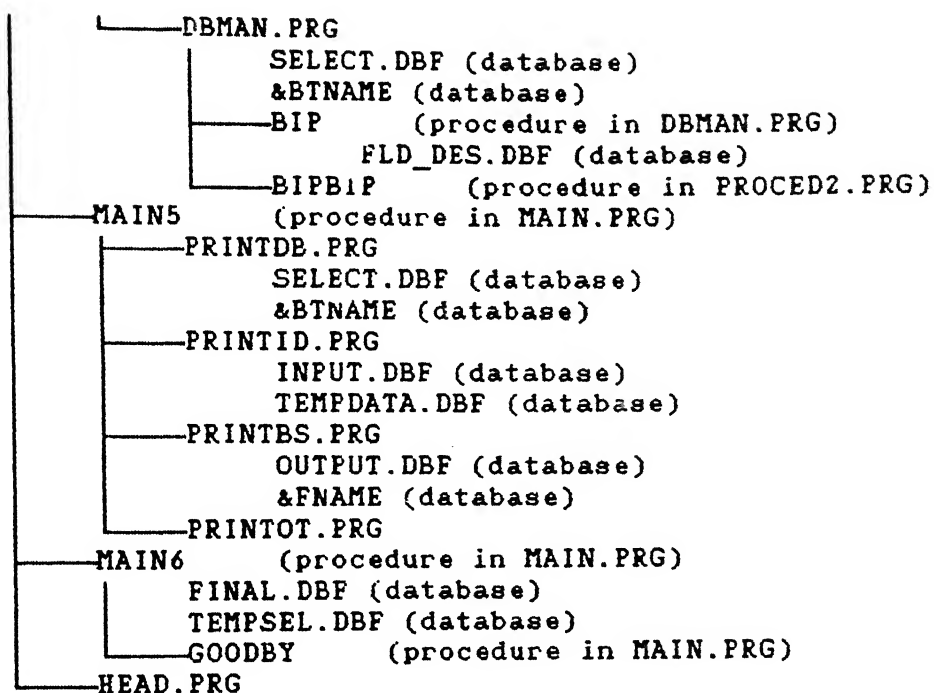 DBMAN.PRG
SELECT.DBF (database)
&BTNAME (database)
BIP (procedure in DBMAN.PRG)
FLD_DES.DBF (database)
BIPBIP (procedure in PROCED2.PRG)
MAIN5 (procedure in MAIN.PRG)
PRINTDB.PRG
SELECT.DBF (database)
&BTNAME (database)
PRINTID.PRG
INPUT.DBF (database)
TEMPDATA.DBF (database)
PRINTBS.PRG
OUTPUT.DBF (database)
&FNAME (database)
PRINTOT.PRG
MAIN6 (procedure in MAIN.PRG)
FINAL.DBF (database)
TEMPSEL.DBF (database)
GOODBY (procedure in MAIN.PRG)
HEAD.PRG